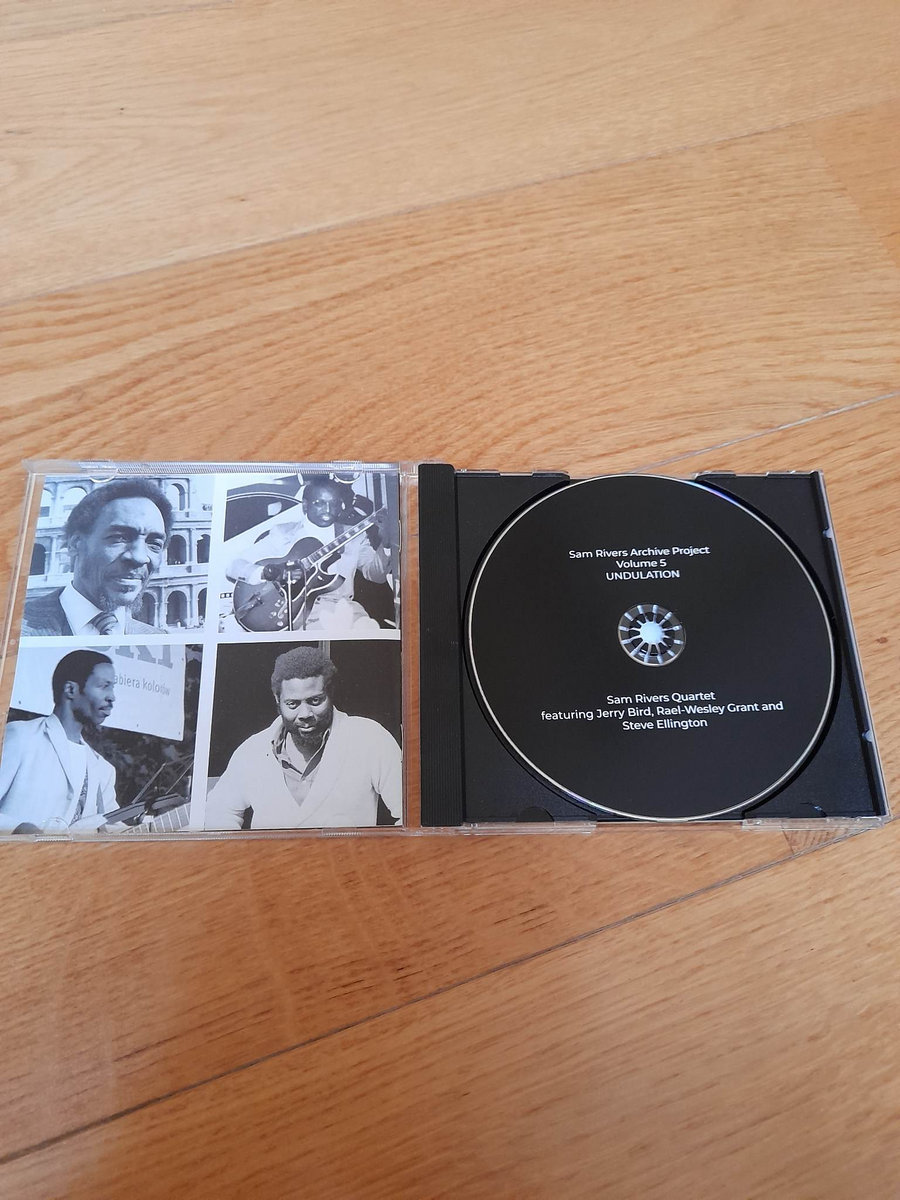 abiera kolorów
Sam Rivers Archive Project
Volume 5
UNDULATION
Sam Rivers Quartet
featuring Jerry Bird, Rael-Wesley Grant and
Steve Ellington